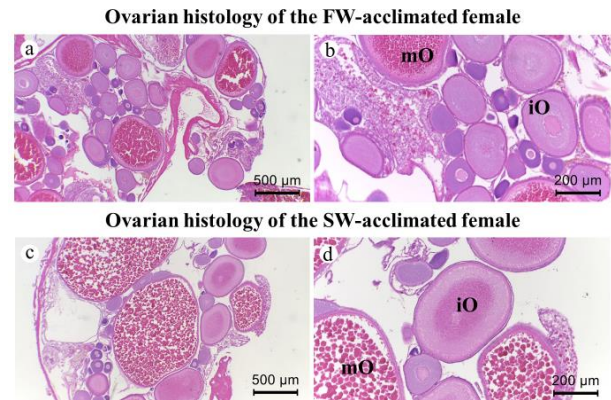 Ovarian histology of the FW-acclimated female
a
500 µm
b
mO
iO
200 µm
Ovarian histology of the SW-acclimated female
c
500 µm
d
iO
mO
200 µm